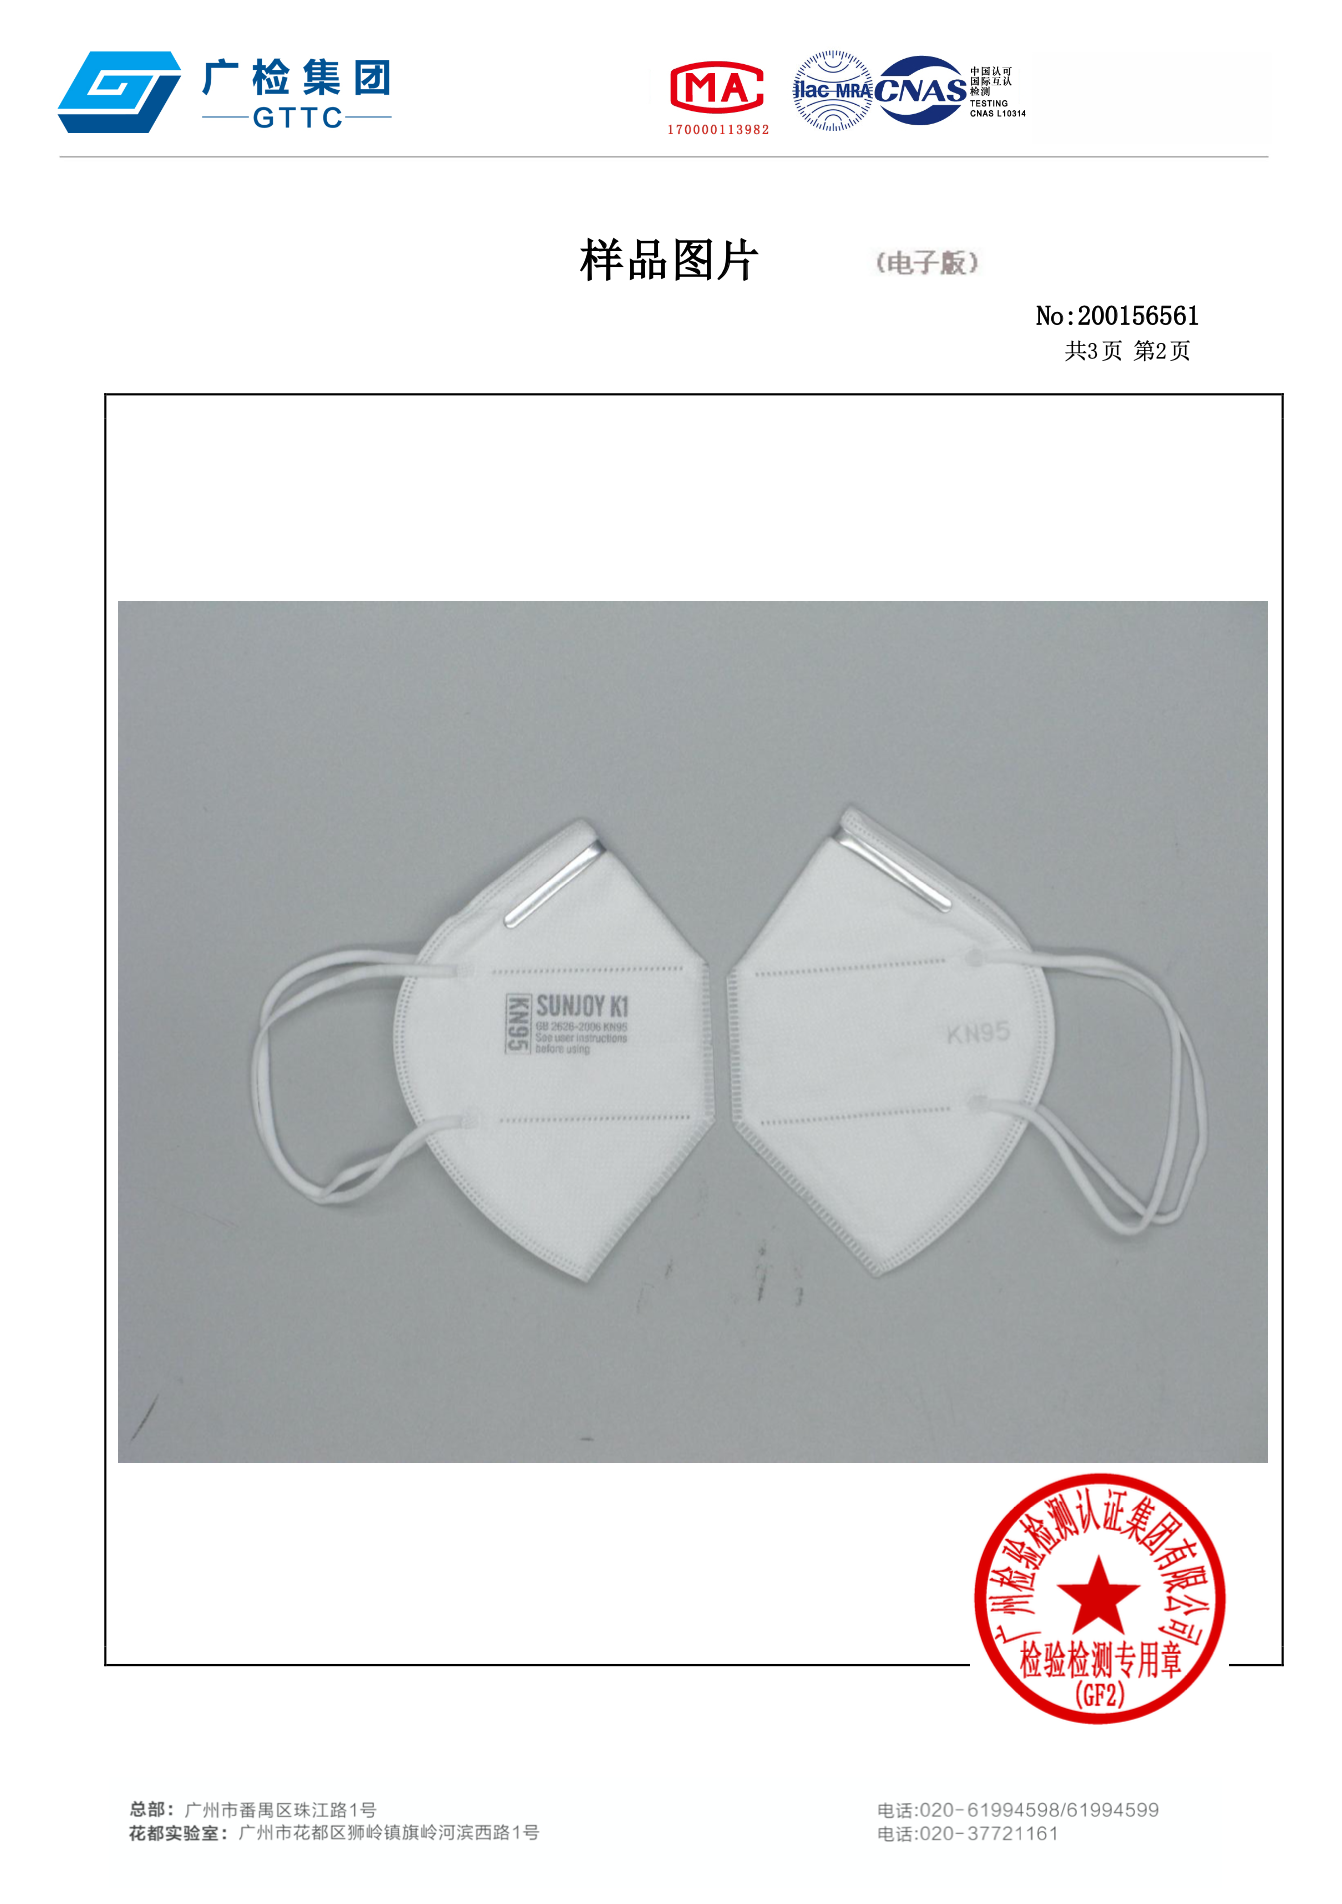 广检集团
GTTC
MA
170000113982
ilac-MRA
CNAS
中国认可
国际互认
检测
TESTING
CNAS L10314
样品图片
(电子版)
No:200156561
共3页 第2页
KN95
SUNJOY K1
GB 2626-2006 KN95
See user instructions
before using
KN95
广州检验检测认证集团有限公司
检验检测专用章
(GF2)
总部：广州市番禺区珠江路1号
电话:020-61994598/61994599
花都实验室：广州市花都区狮岭镇旗岭河滨西路1号
电话:020-37721161